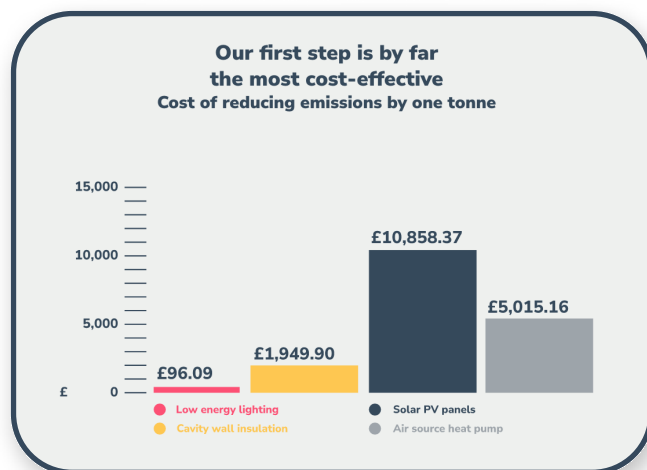 Our first step is by far
the most cost-effective
Cost of reducing emissions by one tonne
15,000
10,000
5,000
£ 0
£96.09
£1,949.90
£10,858.37
£5,015.16
Low energy lighting
Cavity wall insulation
Solar PV panels
Air source heat pump